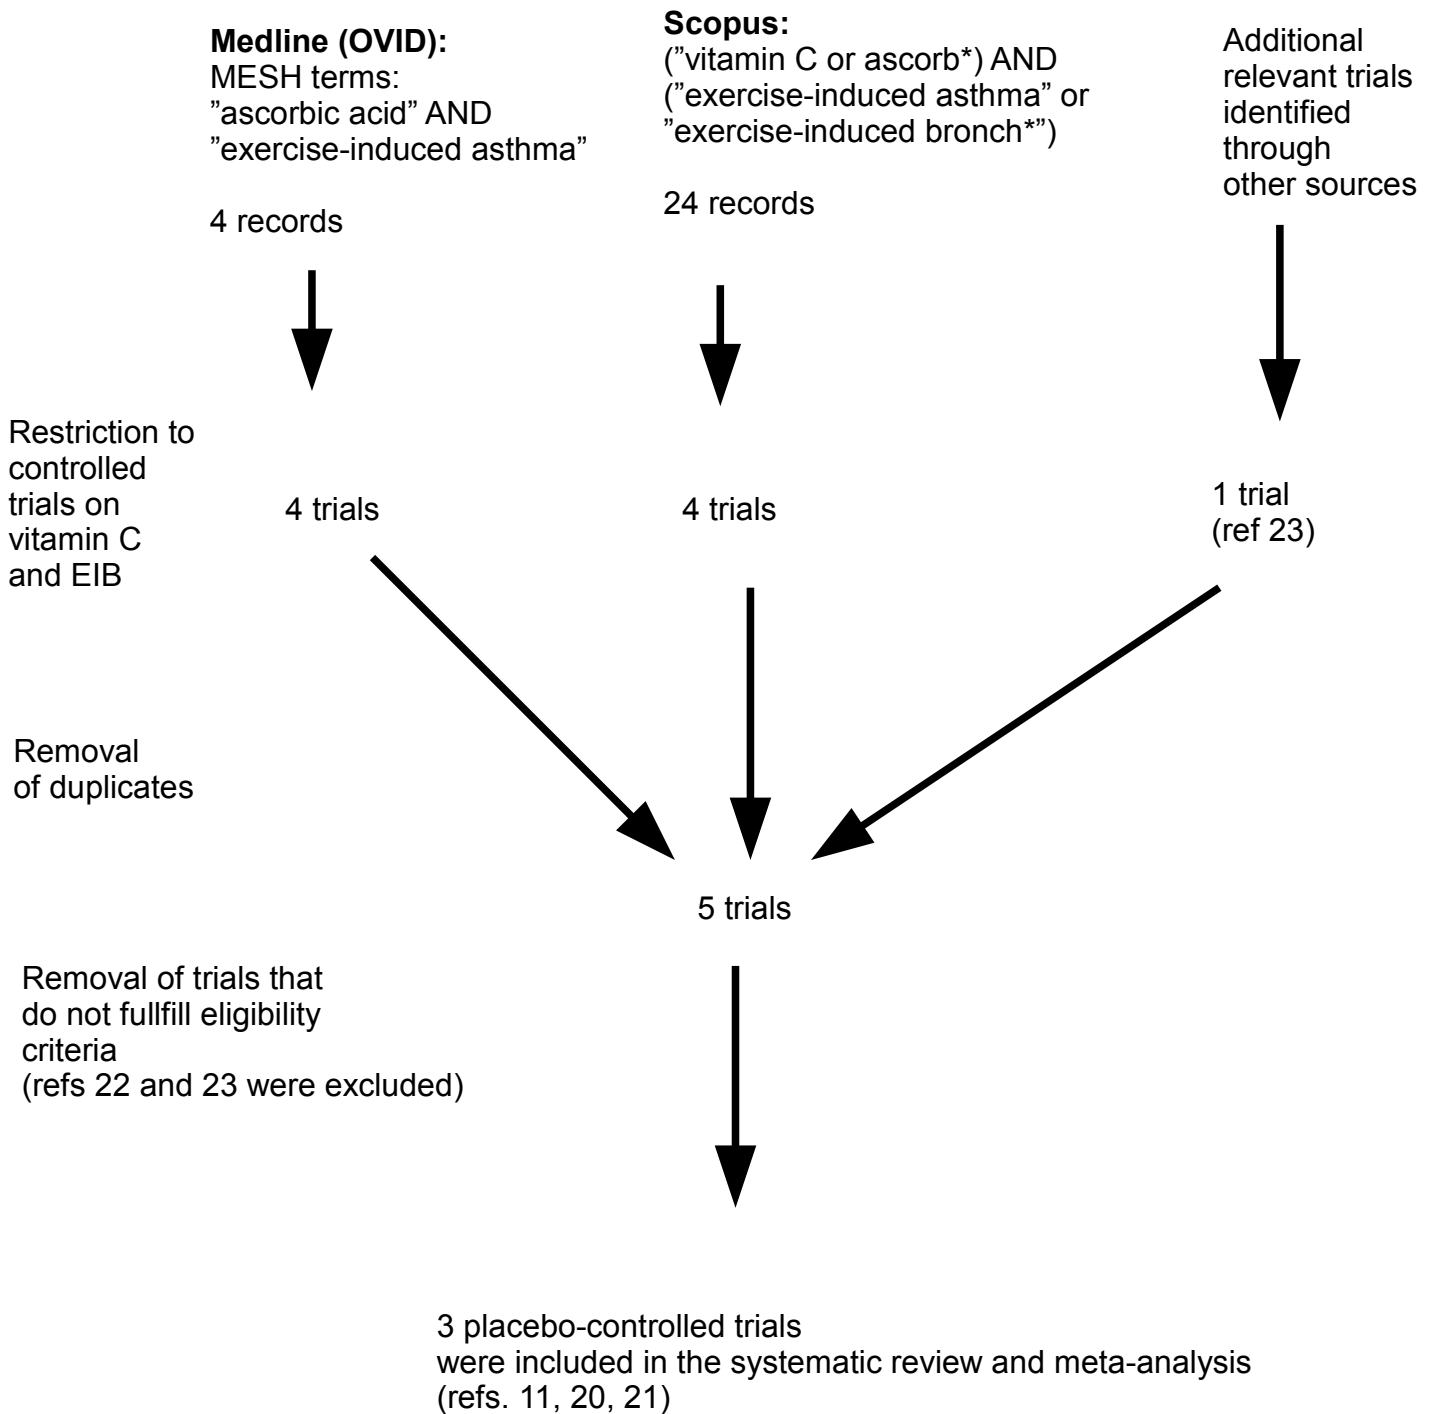 Medline (OVID):
MESH terms:
”ascorbic acid” AND
”exercise-induced asthma”
4 records
Scopus:
(”vitamin C or ascorb*) AND
(”exercise-induced asthma” or
”exercise-induced bronch*”)
24 records
Additional
relevant trials
identified
through
other sources
Restriction to
controlled
trials on
vitamin C
and EIB
4 trials
4 trials
1 trial
(ref 23)
Removal
of duplicates
5 trials
Removal of trials that
do not fullfill eligibility
criteria
(refs 22 and 23 were excluded)
3 placebo-controlled trials
were included in the systematic review and meta-analysis
(refs. 11, 20, 21)